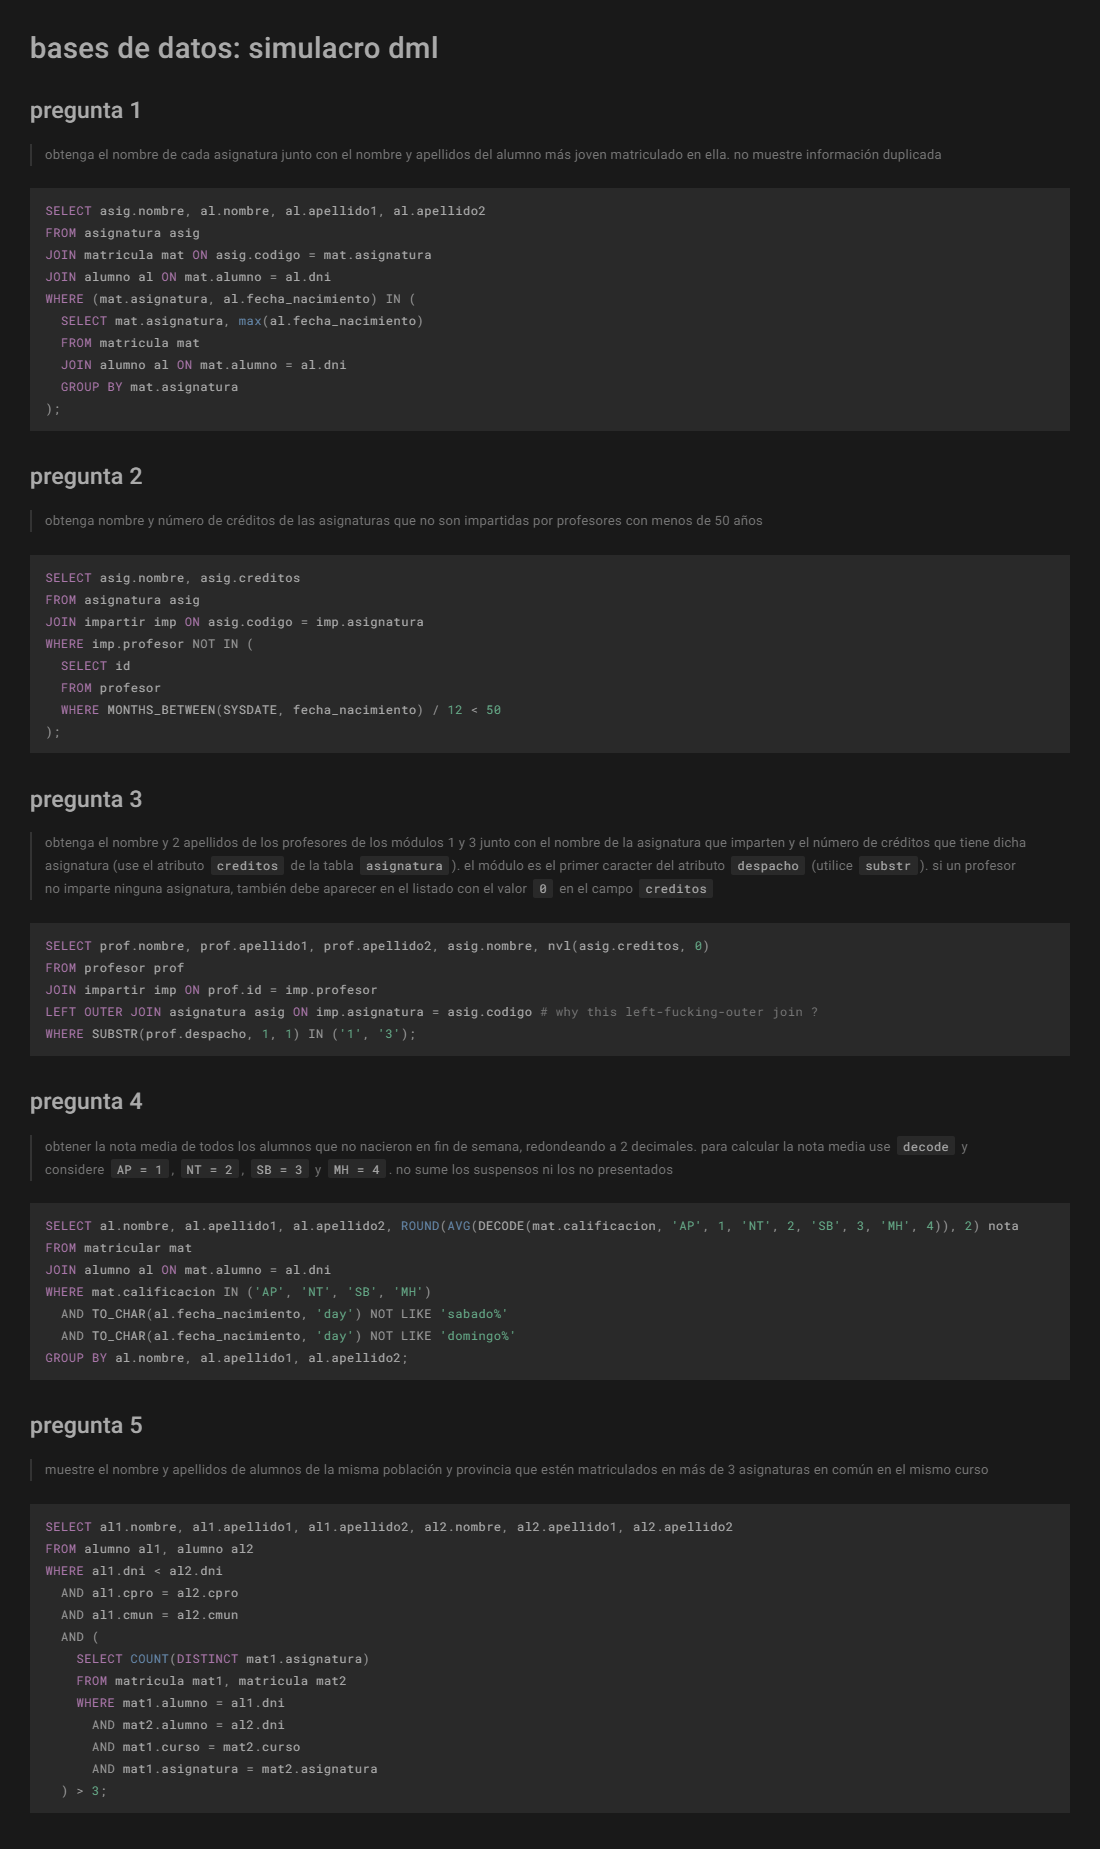 bases de datos: simulacro dml
pregunta 1
obtenga el nombre de cada asignatura junto con el nombre y apellidos del alumno más joven matriculado en ella. no muestre información duplicada
SELECT asig.nombre, al.nombre, al.apellido1, al.apellido2
FROM asignatura asig
JOIN matricula mat ON asig.codigo = mat.asignatura
JOIN alumno al ON mat.alumno = al.dni
WHERE (mat.asignatura, al.fecha_nacimiento) IN (
  SELECT mat.asignatura, max(al.fecha_nacimiento)
  FROM matricula mat
  JOIN alumno al ON mat.alumno = al.dni
  GROUP BY mat.asignatura
);
pregunta 2
obtenga nombre y número de créditos de las asignaturas que no son impartidas por profesores con menos de 50 años
SELECT asig.nombre, asig.creditos
FROM asignatura asig
JOIN impartir imp ON asig.codigo = imp.asignatura
WHERE imp.profesor NOT IN (
  SELECT id
  FROM profesor
  WHERE MONTHS_BETWEEN(SYSDATE, fecha_nacimiento) / 12 < 50
);
pregunta 3
obtenga el nombre y 2 apellidos de los profesores de los módulos 1 y 3 junto con el nombre de la asignatura que imparten y el número de créditos que tiene dicha
asignatura (use el atributo creditos de la tabla asignatura). el módulo es el primer caracter del atributo despacho (utilice substr). si un profesor
no imparte ninguna asignatura, también debe aparecer en el listado con el valor 0 en el campo creditos
SELECT prof.nombre, prof.apellido1, prof.apellido2, asig.nombre, nvl(asig.creditos, 0)
FROM profesor prof
JOIN impartir imp ON prof.id = imp.profesor
LEFT OUTER JOIN asignatura asig ON imp.asignatura = asig.codigo # why this left-fucking-outer join ?
WHERE SUBSTR(prof.despacho, 1, 1) IN ('1', '3');
pregunta 4
obtener la nota media de todos los alumnos que no nacieron en fin de semana, redondeando a 2 decimales. para calcular la nota media use decode y
considere AP = 1, NT = 2, SB = 3 y MH = 4. no sume los suspensos ni los no presentados
SELECT al.nombre, al.apellido1, al.apellido2, ROUND(AVG(DECODE(mat.calificacion, 'AP', 1, 'NT', 2, 'SB', 3, 'MH', 4)), 2) nota
FROM matricular mat
JOIN alumno al ON mat.alumno = al.dni
WHERE mat.calificacion IN ('AP', 'NT', 'SB', 'MH')
  AND TO_CHAR(al.fecha_nacimiento, 'day') NOT LIKE 'sabado%'
  AND TO_CHAR(al.fecha_nacimiento, 'day') NOT LIKE 'domingo%'
GROUP BY al.nombre, al.apellido1, al.apellido2;
pregunta 5
muestre el nombre y apellidos de alumnos de la misma población y provincia que estén matriculados en más de 3 asignaturas en común en el mismo curso
SELECT al1.nombre, al1.apellido1, al1.apellido2, al2.nombre, al2.apellido1, al2.apellido2
FROM alumno al1, alumno al2
WHERE al1.dni < al2.dni
  AND al1.cpro = al2.cpro
  AND al1.cmun = al2.cmun
  AND (
    SELECT COUNT(DISTINCT mat1.asignatura)
    FROM matricula mat1, matricula mat2
    WHERE mat1.alumno = al1.dni
      AND mat2.alumno = al2.dni
      AND mat1.curso = mat2.curso
      AND mat1.asignatura = mat2.asignatura
  ) > 3;